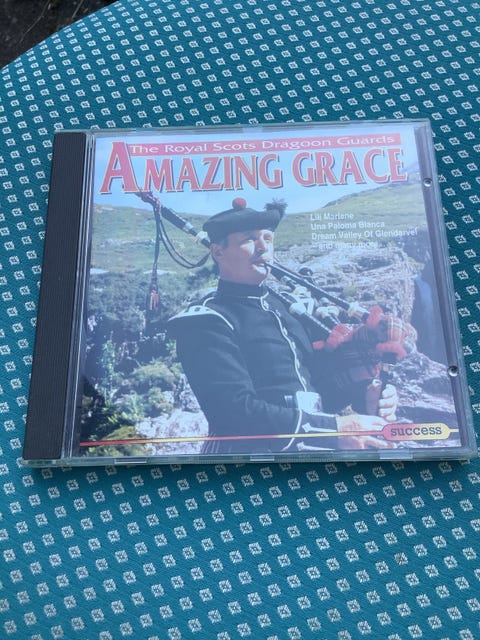 The Royal Scots Dragoon Guards
AMAZING GRACE
Lili Marlene
Una Paloma Blanca
Dream Valley Of Glendaruel
...and many more
success